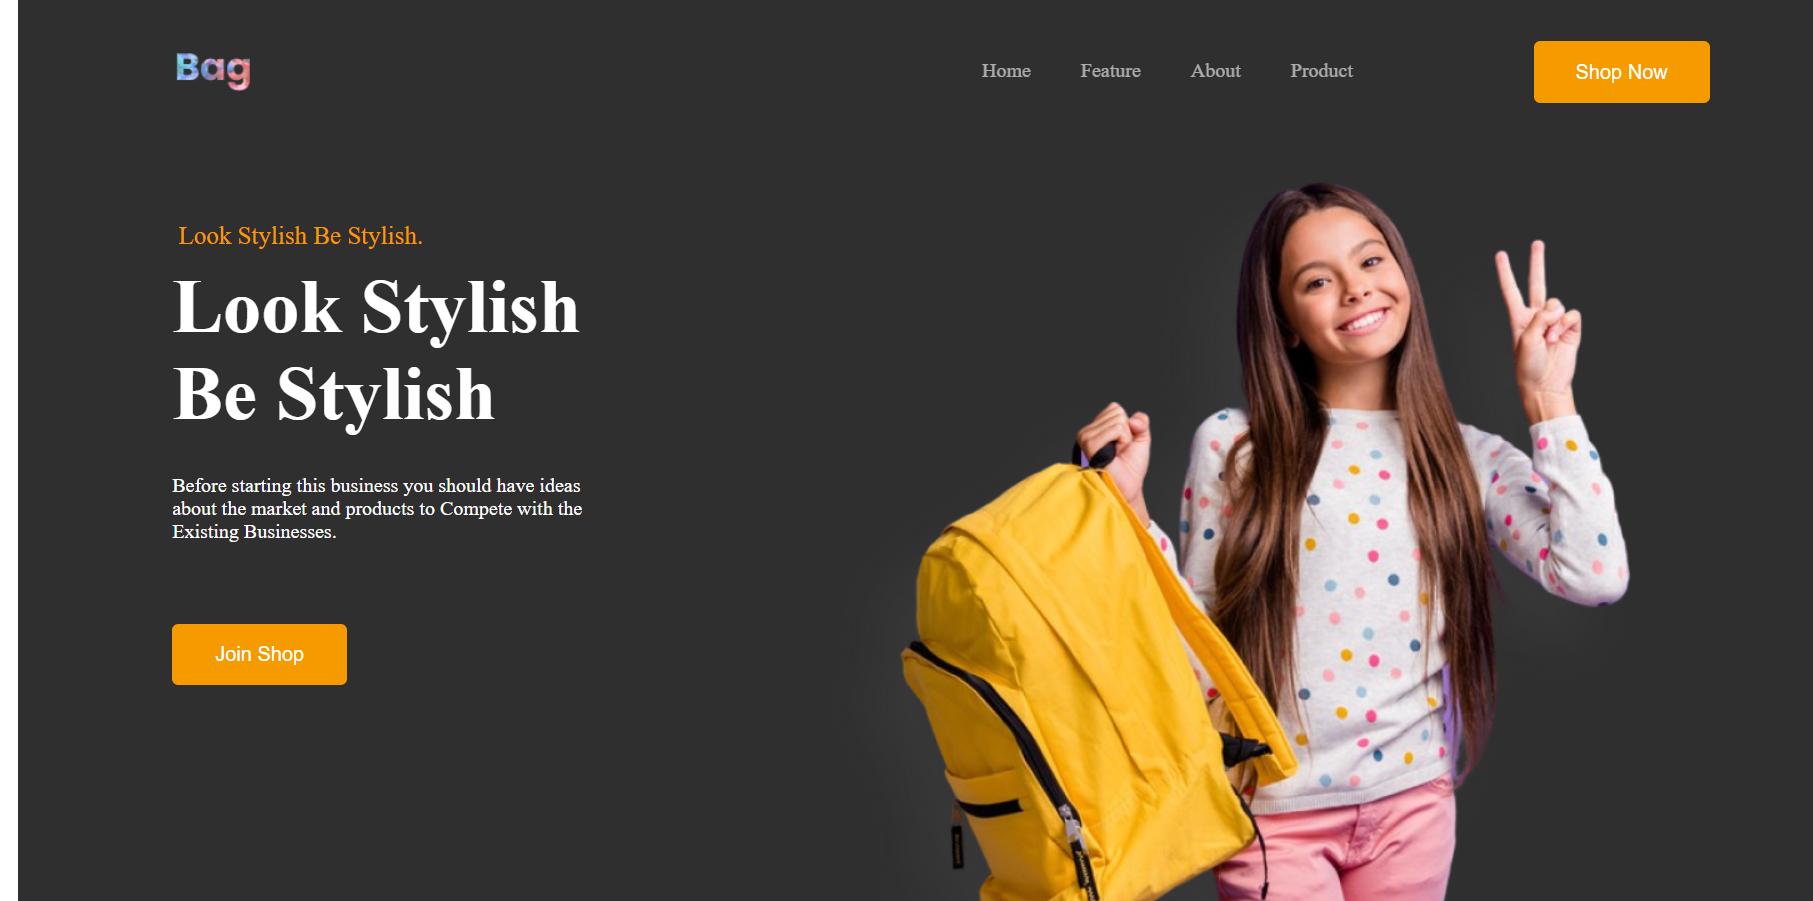 Bag
Home Feature About Product
Shop Now
Look Stylish Be Stylish.
Look Stylish
Be Stylish
Before starting this business you should have ideas
about the market and products to Compete with the
Existing Businesses.
Join Shop